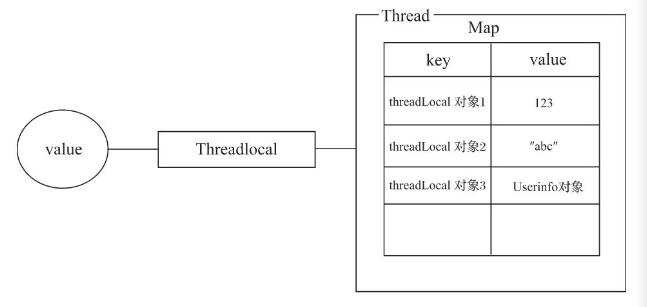 Thread
Map
key value
threadLocal 对象1 123
value
Threadlocal
threadLocal 对象2 "abc"
threadLocal 对象3 Userinfo对象